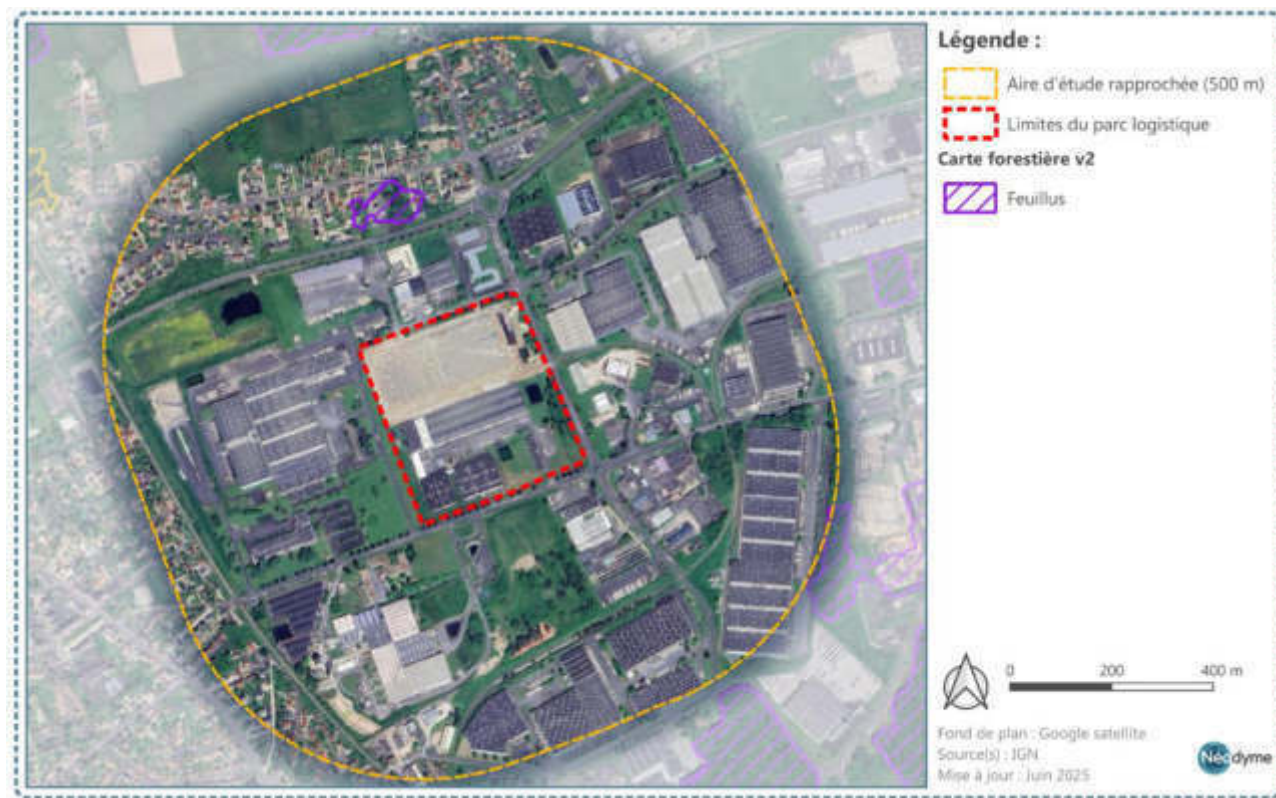 Légende :
Aire d'étude rapprochée (500 m)
Limites du parc logistique
Carte forestière v2
Feuillus
0 200 400 m
Fond de plan : Google satellite
Source(s) : IGN
Mise à jour : Juin 2025
Néodyme